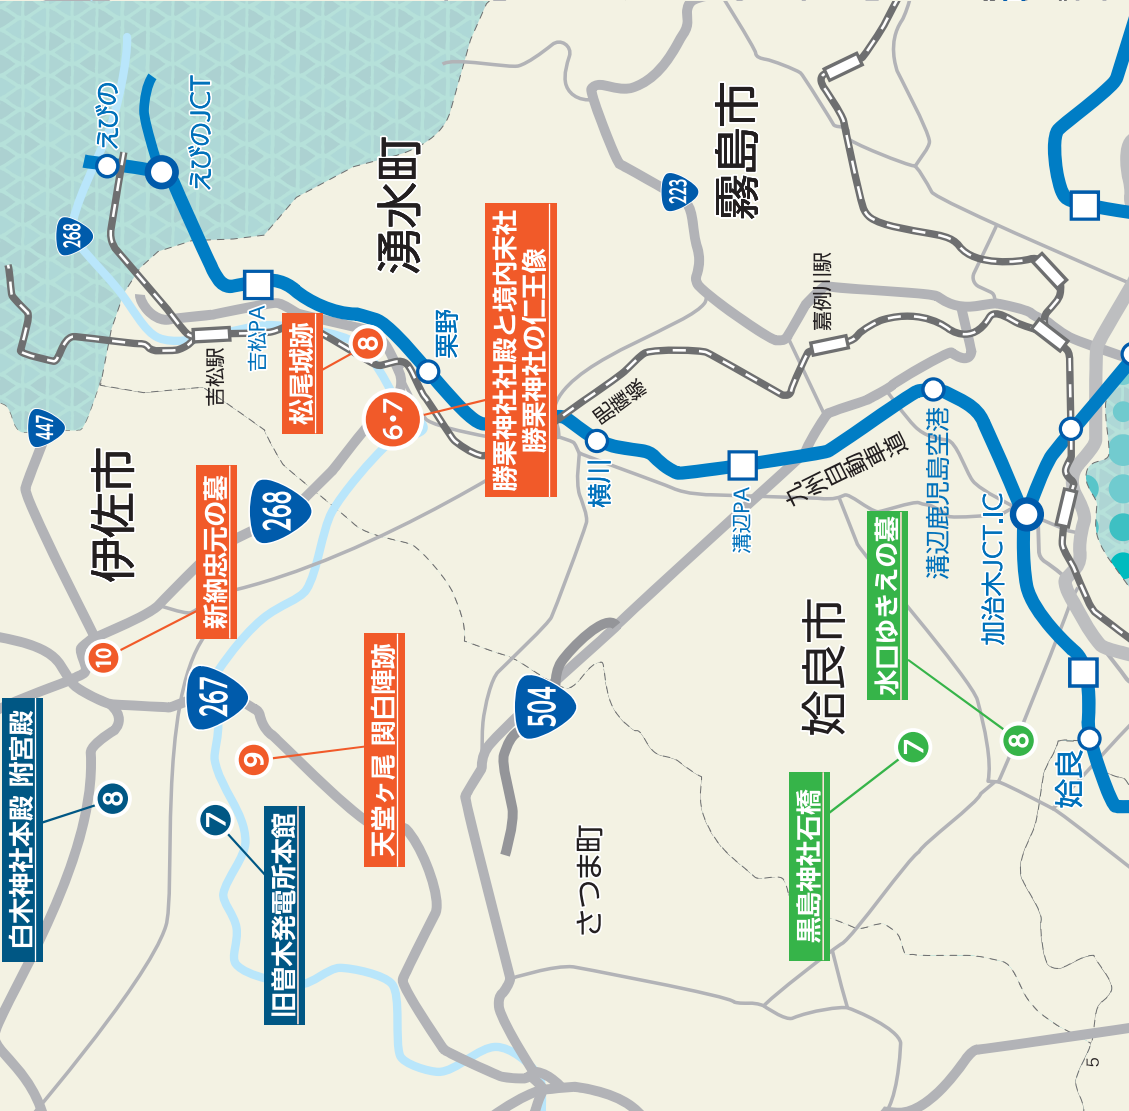 白木神社本殿 附宮殿
8
10
447
えびの
268
えびのJCT
吉松駅
吉松PA
伊佐市
新納忠元の墓
268
267
7
9
旧曽木発電所本館
天堂ヶ尾 関白陣跡
松尾城跡
8
6・7
湧水町
栗野
勝栗神社社殿と境内末社
勝栗神社の仁王像
504
さつま町
横川
肥薩線
223
霧島市
嘉例川駅
溝辺PA
九州自動車道
溝辺鹿児島空港
加治木JCT.IC
姶良市
水口ゆきえの墓
黒島神社石橋
7
8
姶良
5